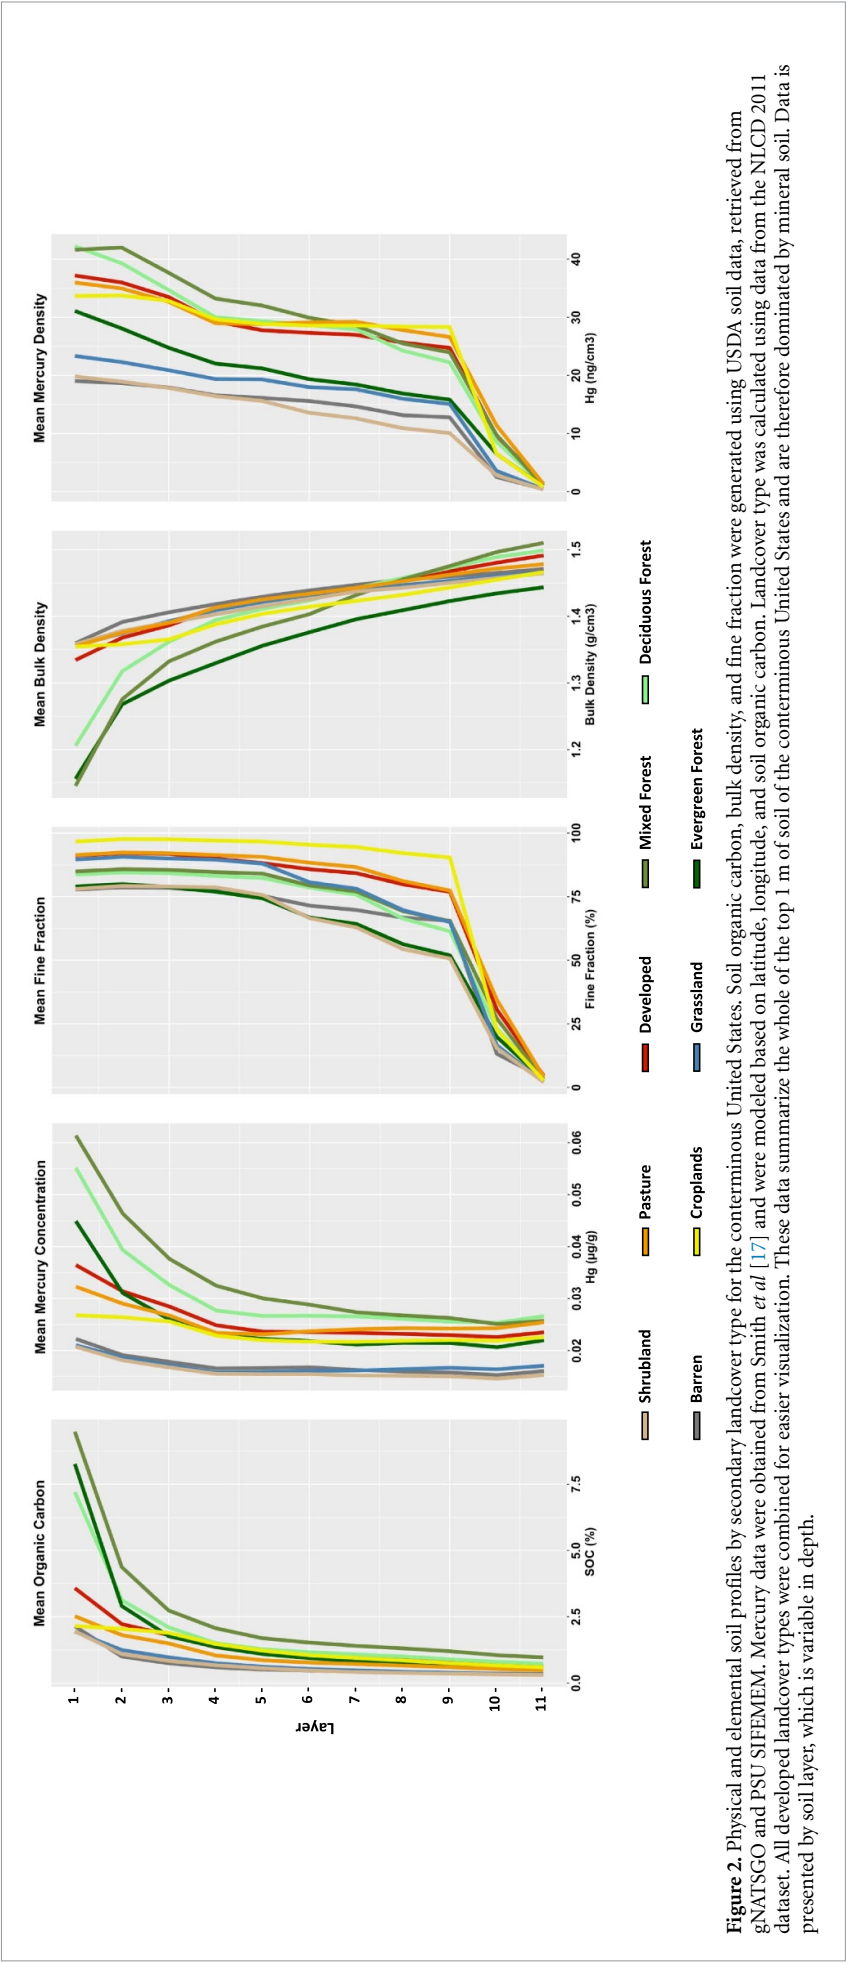 Mean Organic Carbon
Mean Mercury Concentration
Mean Fine Fraction
Mean Bulk Density
Mean Mercury Density
Layer
1
2
3
4
5
6
7
8
9
10
11
0.0 2.5 5.0 7.5
SOC (%)
0.02 0.03 0.04 0.05 0.06
Hg (µg/g)
0 25 50 75 100
Fine Fraction (%)
1.2 1.3 1.4 1.5
Bulk Density (g/cm3)
0 10 20 30 40
Hg (ng/cm3)
Shrubland Pasture Developed Mixed Forest Deciduous Forest
Barren Croplands Grassland Evergreen Forest
Figure 2. Physical and elemental soil profiles by secondary landcover type for the conterminous United States. Soil organic carbon, bulk density, and fine fraction were generated using USDA soil data, retrieved from
gNATSGO and PSU SIFEMEM. Mercury data were obtained from Smith et al [17] and were modeled based on latitude, longitude, and soil organic carbon. Landcover type was calculated using data from the NLCD 2011
dataset. All developed landcover types were combined for easier visualization. These data summarize the whole of the top 1 m of soil of the conterminous United States and are therefore dominated by mineral soil. Data is
presented by soil layer, which is variable in depth.